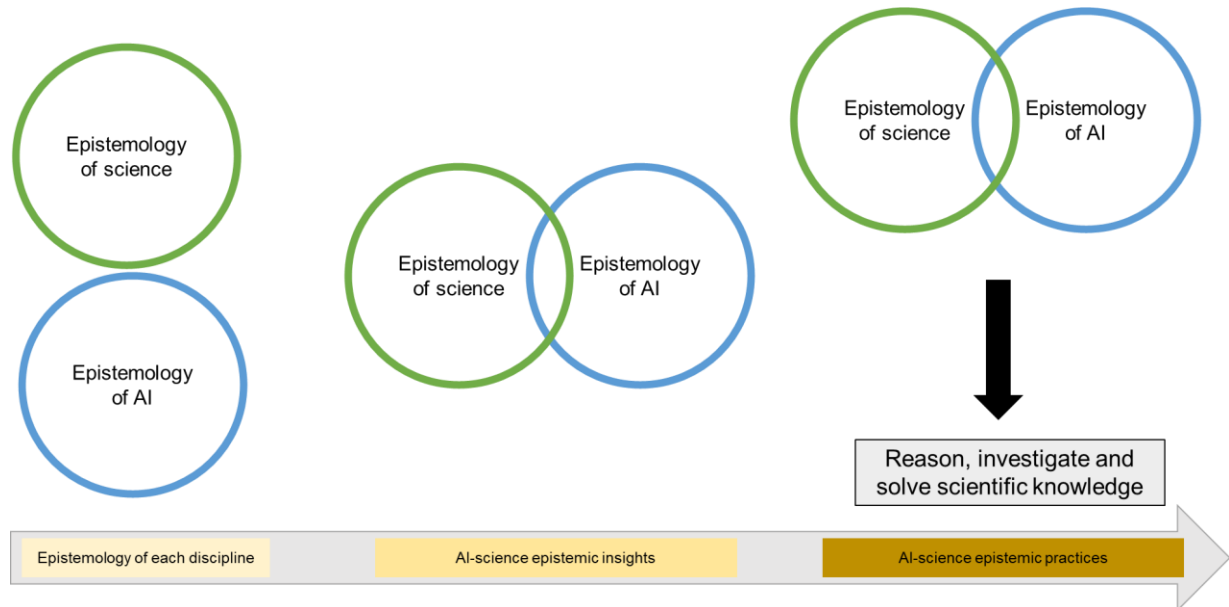 Epistemology
of science
Epistemology
of AI
Epistemology
of science
Epistemology
of AI
Epistemology
of science
Epistemology
of AI
Reason, investigate and
solve scientific knowledge
Epistemology of each discipline
AI-science epistemic insights
AI-science epistemic practices